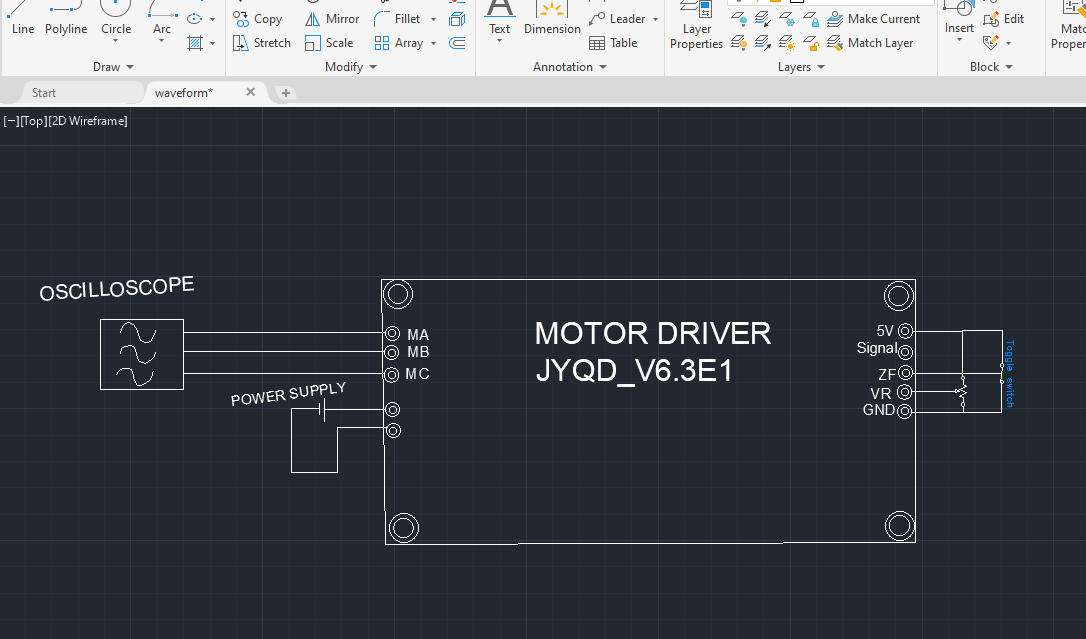 Line Polyline Circle Arc
Copy Mirror Fillet
Stretch Scale Array
Draw Modify
Text Dimension Leader
Table
Annotation
Layer Properties
Make Current
Match Layer
Layers
Insert Edit
Block
Start waveform*
[−][Top][2D Wireframe]
OSCILLOSCOPE
MA
MB
MC
POWER SUPPLY
MOTOR DRIVER
JYQD_V6.3E1
5V
Signal
ZF
VR
GND
Toggle switch